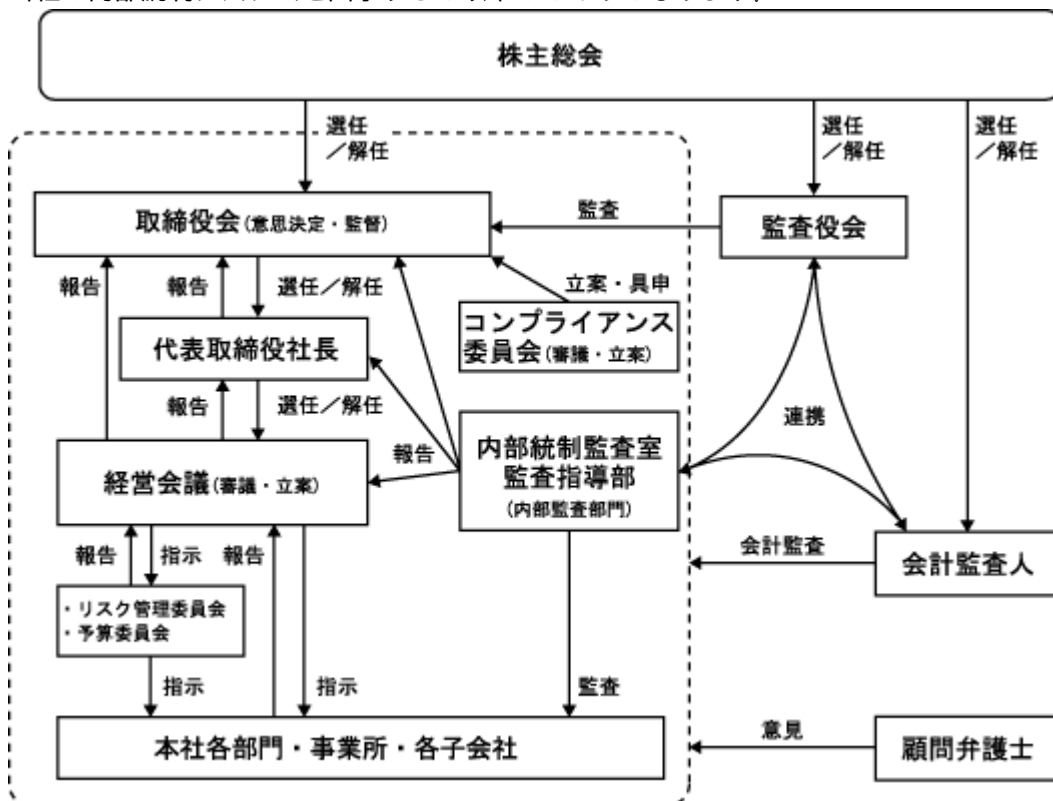 株主総会
選任
／解任
選任
／解任
選任
／解任
取締役会(意思決定・監督)
監査
監査役会
報告
報告
選任／解任
立案・具申
コンプライアンス
委員会(審議・立案)
代表取締役社長
報告
選任／解任
連携
報告
内部統制監査室
監査指導部
(内部監査部門)
経営会議(審議・立案)
報告
指示
報告
会計監査
会計監査人
・リスク管理委員会
・予算委員会
指示
指示
監査
本社各部門・事業所・各子会社
意見
顧問弁護士